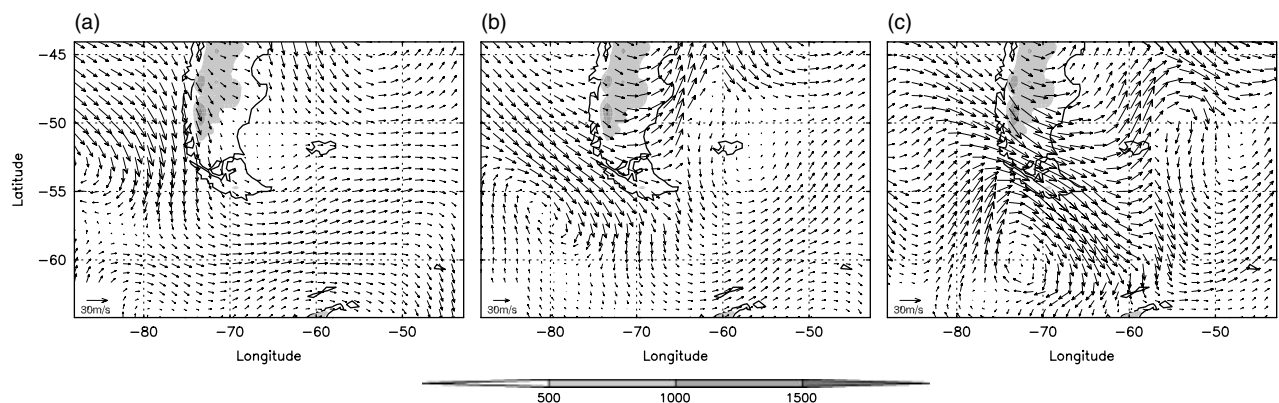 (a) (b) (c)
−45
−50
−55
−60
Latitude
30m/s 30m/s 30m/s
−80 −70 −60 −50 −80 −70 −60 −50 −80 −70 −60 −50
Longitude Longitude Longitude
500 1000 1500